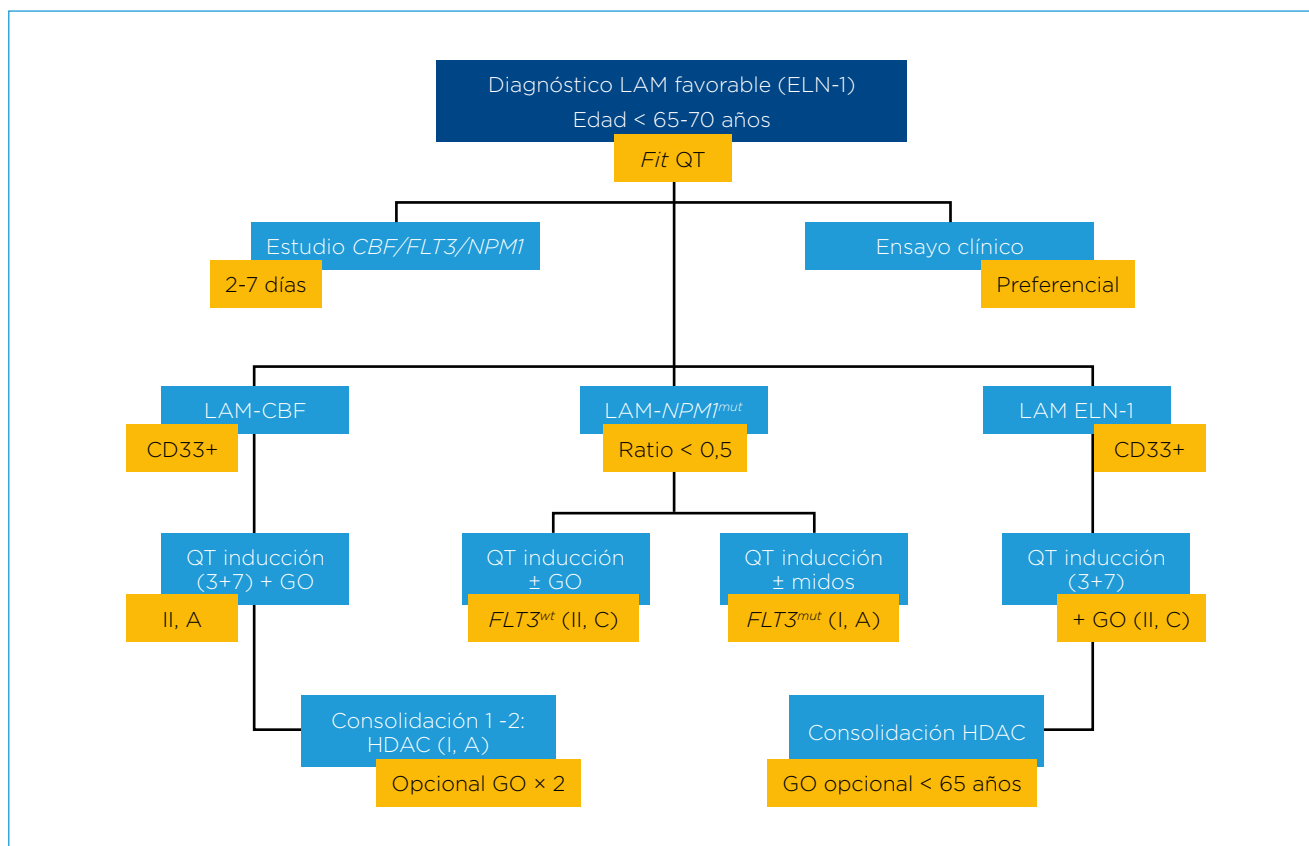 Diagnóstico LAM favorable (ELN-1)
Edad < 65-70 años
Fit QT
Estudio CBF/FLT3/NPM1
2-7 días
Ensayo clínico
Preferencial
LAM-CBF
CD33+
LAM-NPM1mut
Ratio < 0,5
LAM ELN-1
CD33+
QT inducción
(3+7) + GO
II, A
QT inducción
± GO
FLT3wt (II, C)
QT inducción
± midos
FLT3mut (I, A)
QT inducción
(3+7)
+ GO (II, C)
Consolidación 1 -2:
HDAC (I, A)
Opcional GO × 2
Consolidación HDAC
GO opcional < 65 años